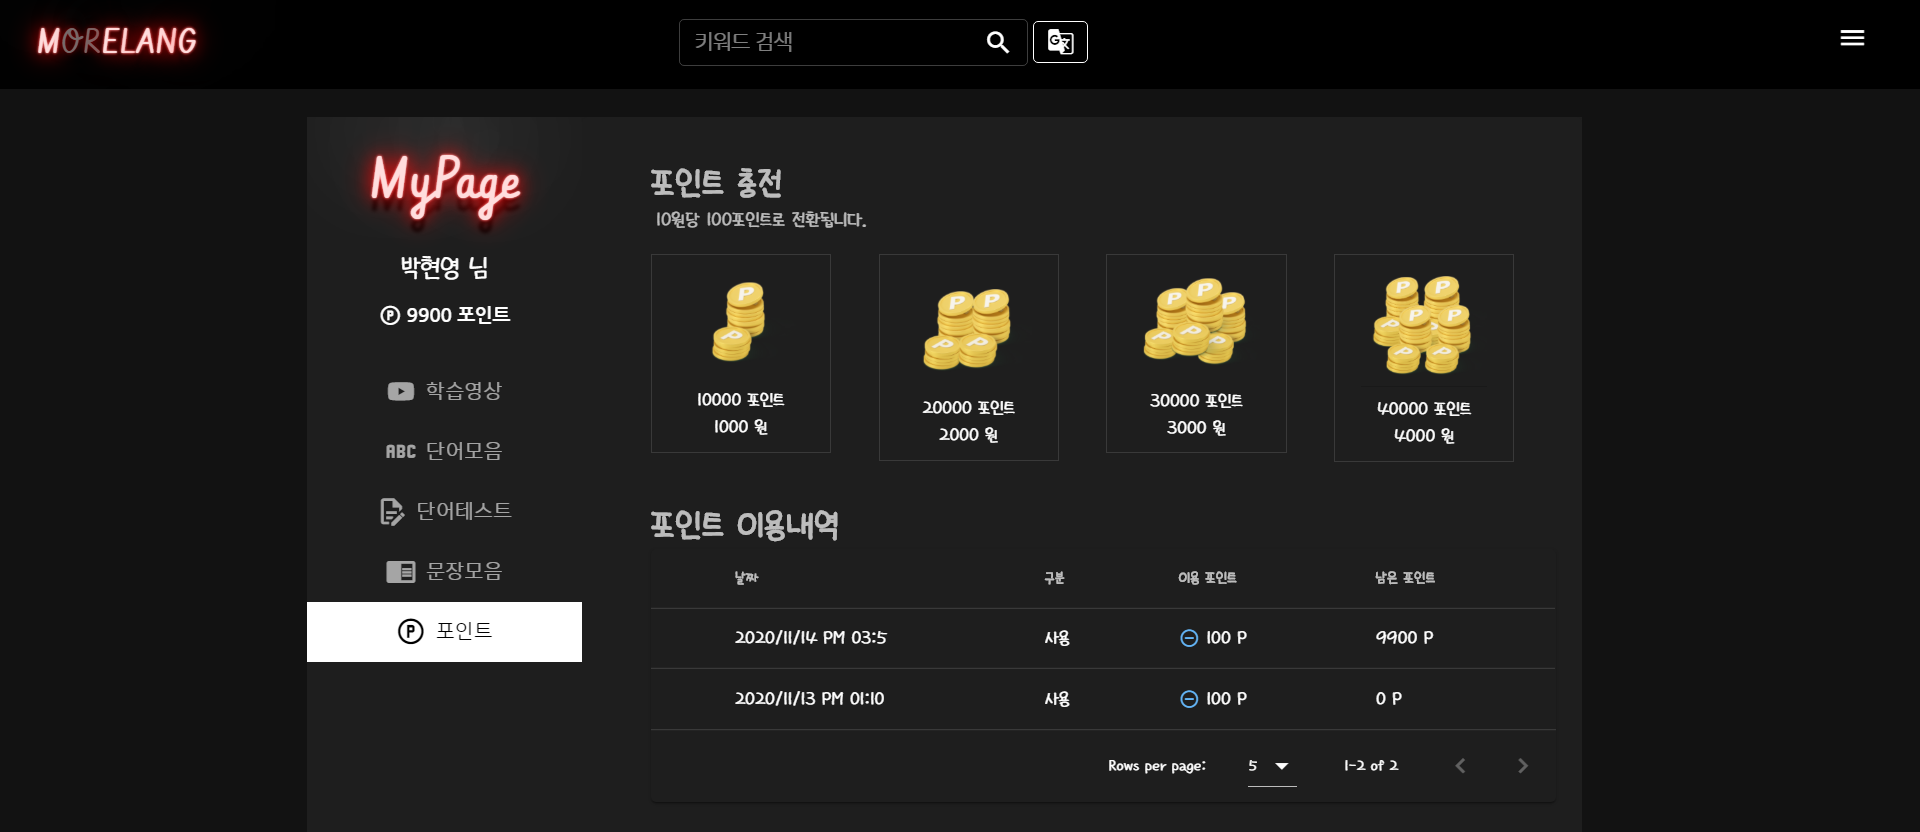 MORELANG
키워드 검색
MyPage
박현영 님
9900 포인트
학습영상
ABC 단어모음
단어테스트
문장모음
포인트
포인트 충전
10원당 100포인트로 전환됩니다.
10000 포인트
1000 원
20000 포인트
2000 원
30000 포인트
3000 원
40000 포인트
4000 원
포인트 이용내역
날짜 구분 이용 포인트 남은 포인트
2020/11/14 PM 03:5 사용 100 P 9900 P
2020/11/13 PM 01:10 사용 100 P 0 P
Rows per page: 5 1-2 of 2